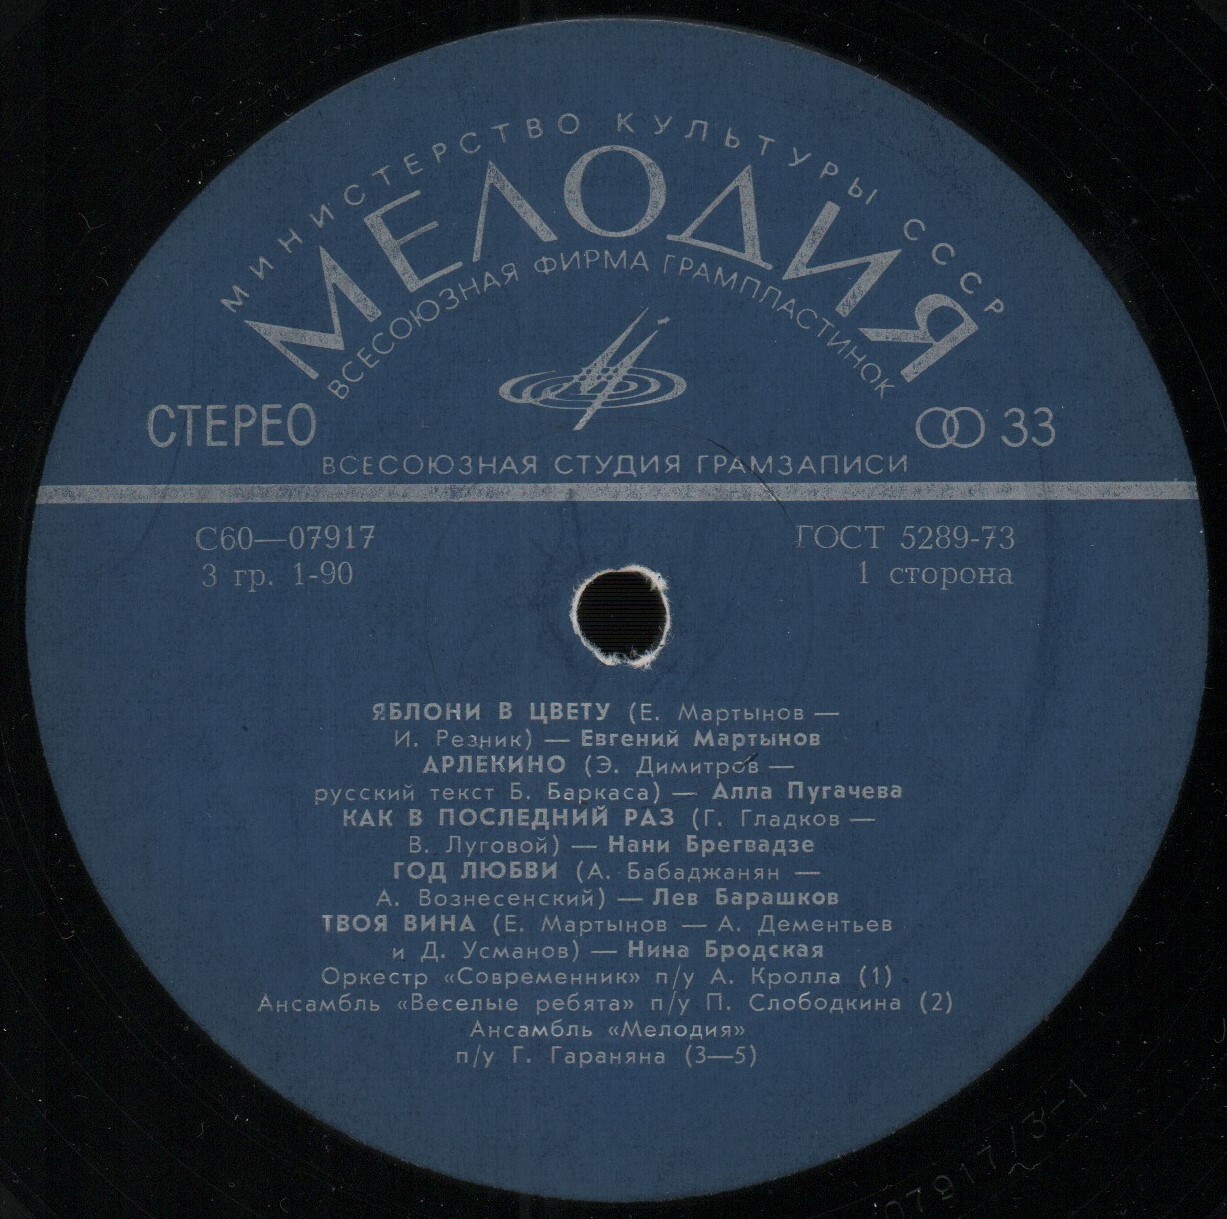 МИНИСТЕРСТВО КУЛЬТУРЫ СССР
МЕЛОДИЯ
ВСЕСОЮЗНАЯ ФИРМА ГРАМПЛАСТИНОК
СТЕРЕО
33
ВСЕСОЮЗНАЯ СТУДИЯ ГРАМЗАПИСИ
С60—07917
ГОСТ 5289-73
3 гр. 1-90
1 сторона
ЯБЛОНИ В ЦВЕТУ (Е. Мартынов —
И. Резник) — Евгений Мартынов
АРЛЕКИНО (Э. Димитров —
русский текст Б. Баркаса) — Алла Пугачева
КАК В ПОСЛЕДНИЙ РАЗ (Г. Гладков —
В. Луговой) — Нани Брегвадзе
ГОД ЛЮБВИ (А. Бабаджанян —
А. Вознесенский) — Лев Барашков
ТВОЯ ВИНА (Е. Мартынов — А. Дементьев
и Д. Усманов) — Нина Бродская
Оркестр «Современник» п/у А. Кролла (1)
Ансамбль «Веселые ребята» п/у П. Слободкина (2)
Ансамбль «Мелодия»
п/у Г. Гараняна (3—5)
07917/3-1